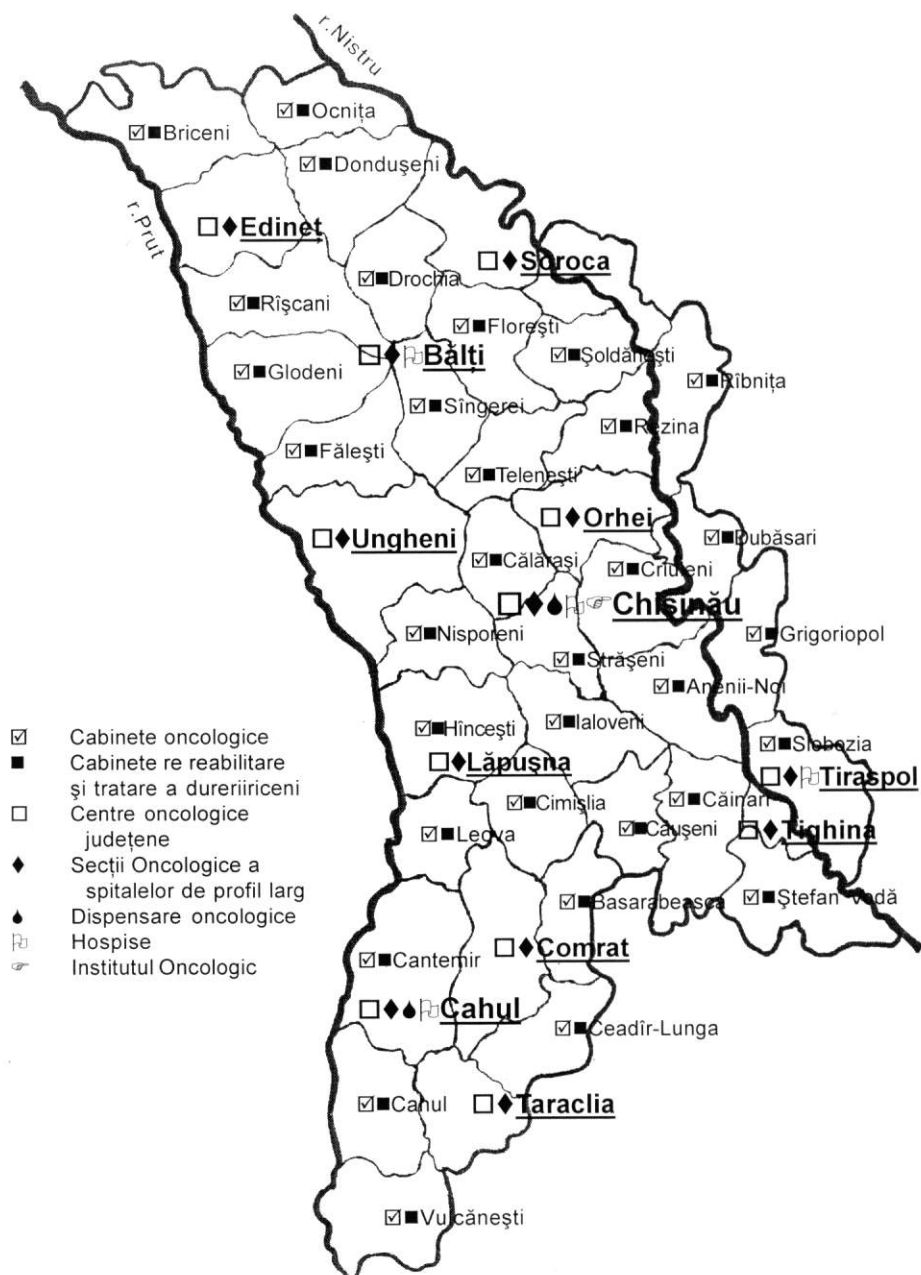 r.Nistru
☑■Ocnița
☑■Briceni
☑■Dondușeni
r.Prut
□♦Edineț
□♦Soroca
☑■Drochia
☑■Rîșcani
☑■Florești
□♦⚐Bălți
☑■Șoldănești
☑■Glodeni
☑■Rîbnița
☑■Sîngerei
☑■Rezina
☑■Fălești
☑■Telenești
□♦Orhei
□♦Ungheni
☑■Dubăsari
☑■Călărași
☑■Criuleni
□♦⚐☞Chișinău
☑■Nisporeni
☑■Grigoriopol
☑■Strășeni
☑■Anenii-Noi
☑■Hîncești
☑■Ialoveni
☑■Slobozia
□♦Lăpușna
□♦⚐Tiraspol
☑■Cimișlia
☑■Căinari
☑■Leova
☑■Căușeni
□♦Tighina
☑■Basarabeasca
☑■Ștefan Vodă
□♦Comrat
☑■Cantemir
□♦⚐Cahul
☑■Ceadîr-Lunga
☑■Cahul
□♦Taraclia
☑■Vulcănești
☑ Cabinete oncologice
■ Cabinete re reabilitare
și tratare a dureriiriceni
□ Centre oncologice
județene
♦ Secții Oncologice a
spitalelor de profil larg
Dispensare oncologice
⚐ Hospise
☞ Institutul Oncologic